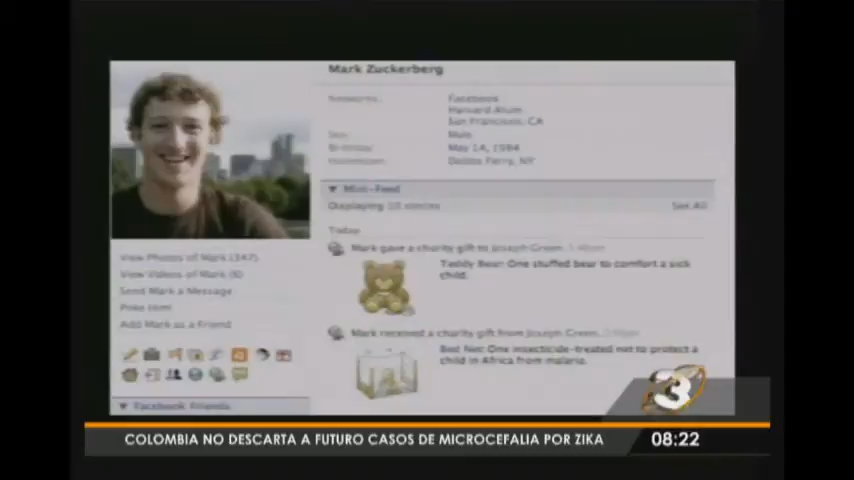 Mark Zuckerberg
Networks: Facebook
Harvard Alum
San Francisco, CA
Sex: Male
Birthday: May 14, 1984
Hometown: Dobbs Ferry, NY
▼ Mini-Feed
Displaying 10 stories See All
Today
Mark gave a charity gift to Joseph Green.
Teddy Bear: One stuffed bear to comfort a sick
child.
Mark received a charity gift from Joseph Green.
Bed Net: One insecticide-treated net to protect a
child in Africa from malaria.
View Photos of Mark (347)
View Videos of Mark (6)
Send Mark a Message
Poke Him!
Add Mark as a Friend
▼ Facebook Friends
3
COLOMBIA NO DESCARTA A FUTURO CASOS DE MICROCEFALIA POR ZIKA 08:22